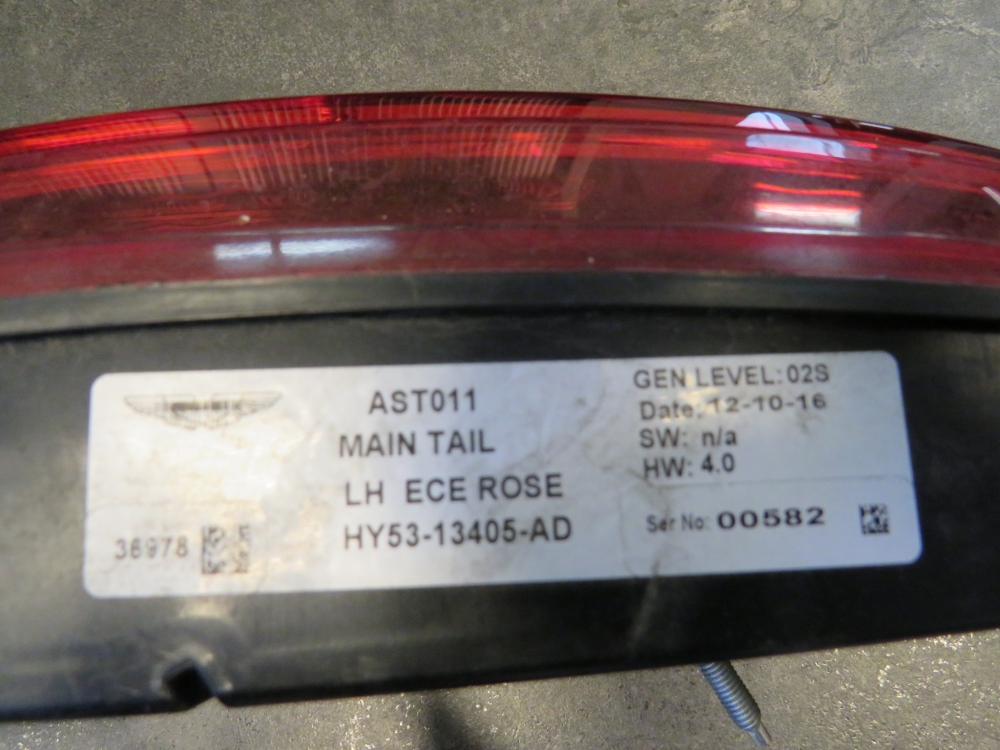 AST011
MAIN TAIL
LH ECE ROSE
HY53-13405-AD
36978
GEN LEVEL: 02S
Date: 12-10-16
SW: n/a
HW: 4.0
Ser No: 00582